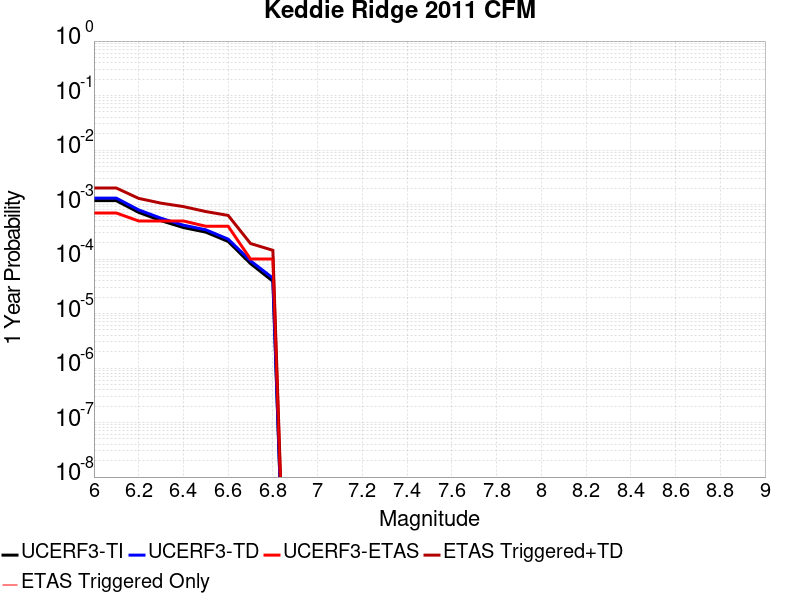 Keddie Ridge 2011 CFM
10^0
10^-1
10^-2
10^-3
10^-4
10^-5
10^-6
10^-7
10^-8
1 Year Probability
6 6.2 6.4 6.6 6.8 7 7.2 7.4 7.6 7.8 8 8.2 8.4 8.6 8.8 9
Magnitude
UCERF3-TI UCERF3-TD UCERF3-ETAS ETAS Triggered+TD
ETAS Triggered Only